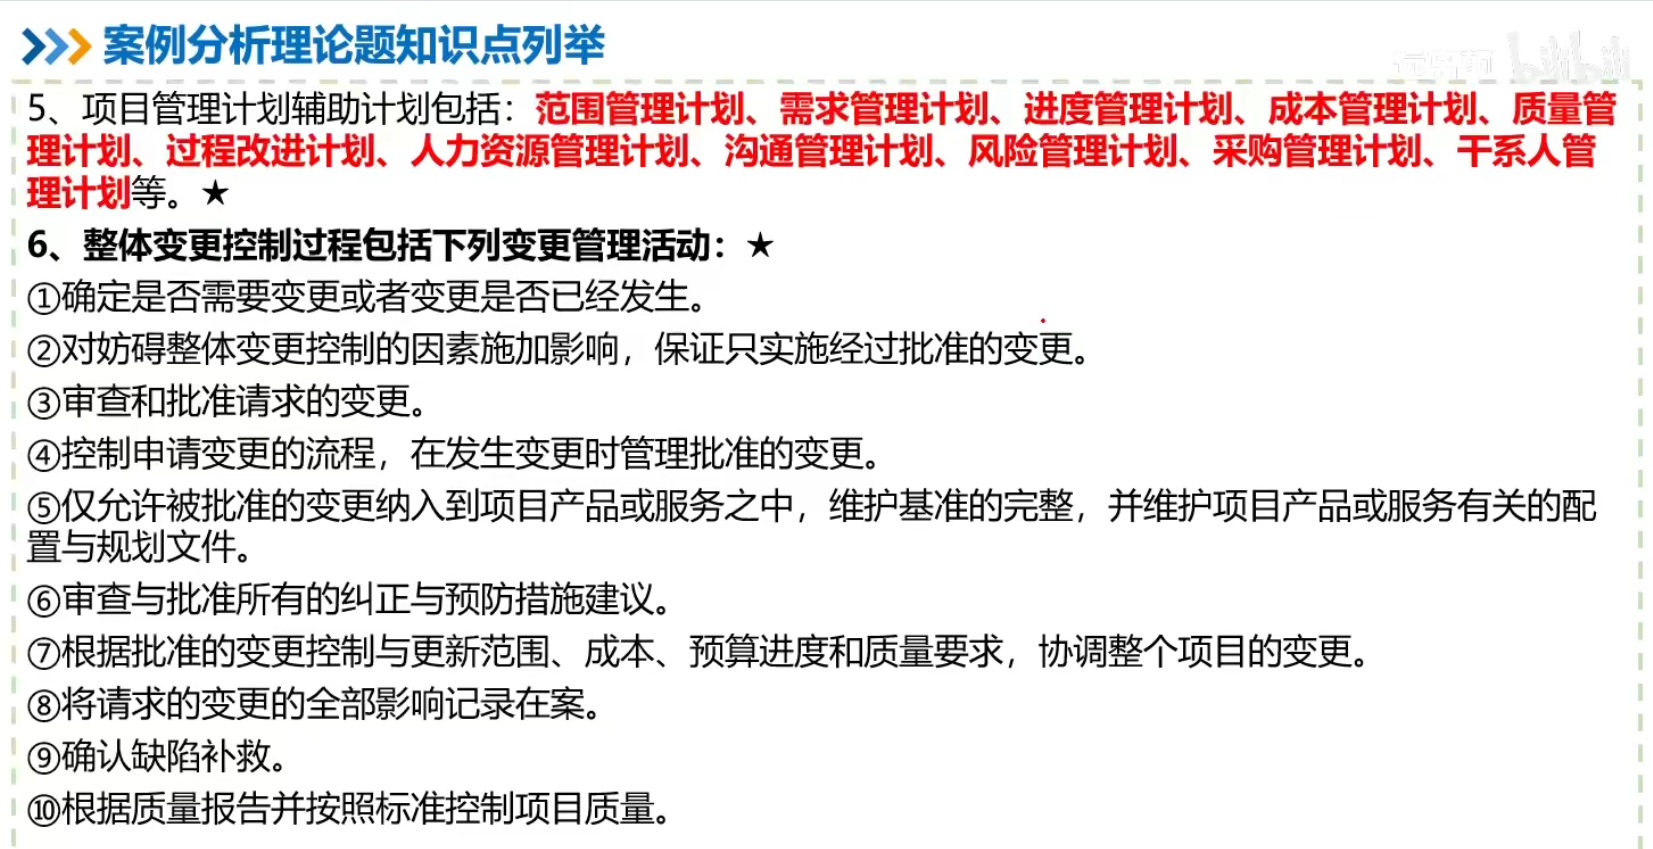 案例分析理论题知识点列举
bilibili
5、项目管理计划辅助计划包括：范围管理计划、需求管理计划、进度管理计划、成本管理计划、质量管
理计划、过程改进计划、人力资源管理计划、沟通管理计划、风险管理计划、采购管理计划、干系人管
理计划等。★
6、整体变更控制过程包括下列变更管理活动：★
①确定是否需要变更或者变更是否已经发生。
②对妨碍整体变更控制的因素施加影响，保证只实施经过批准的变更。
③审查和批准请求的变更。
④控制申请变更的流程，在发生变更时管理批准的变更。
⑤仅允许被批准的变更纳入到项目产品或服务之中，维护基准的完整，并维护项目产品或服务有关的配
置与规划文件。
⑥审查与批准所有的纠正与预防措施建议。
⑦根据批准的变更控制与更新范围、成本、预算进度和质量要求，协调整个项目的变更。
⑧将请求的变更的全部影响记录在案。
⑨确认缺陷补救。
⑩根据质量报告并按照标准控制项目质量。